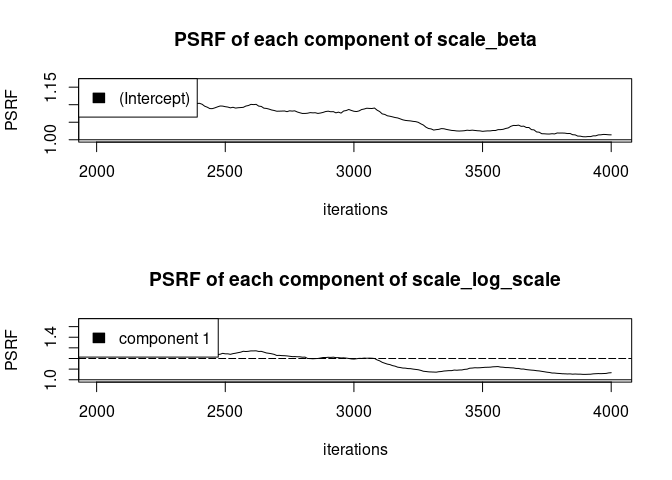 PSRF of each component of scale_beta
PSRF
1.00 1.15
(Intercept)
2000 2500 3000 3500 4000
iterations
PSRF of each component of scale_log_scale
PSRF
1.0 1.4
component 1
2000 2500 3000 3500 4000
iterations